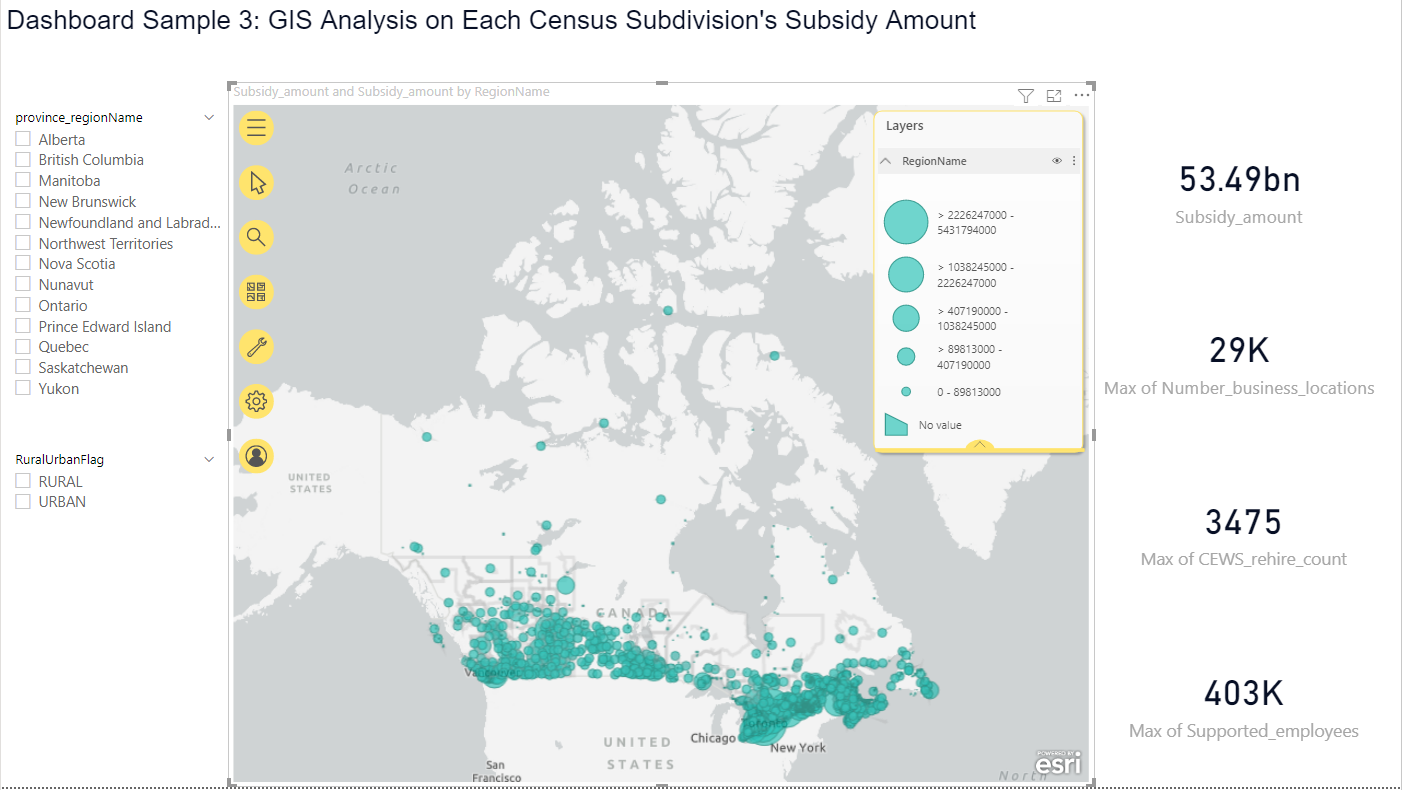 Dashboard Sample 3: GIS Analysis on Each Census Subdivision's Subsidy Amount
province_regionName
Alberta
British Columbia
Manitoba
New Brunswick
Newfoundland and Labrad...
Northwest Territories
Nova Scotia
Nunavut
Ontario
Prince Edward Island
Quebec
Saskatchewan
Yukon
RuralUrbanFlag
RURAL
URBAN
Subsidy_amount and Subsidy_amount by RegionName
Arctic
Ocean
UNITED
STATES
CANADA
Vancouver
Toronto
Chicago
New York
UNITED
STATES
San
Francisco
North
POWERED BY
esri
Layers
RegionName
> 2226247000 -
5431794000
> 1038245000 -
2226247000
> 407190000 -
1038245000
> 89813000 -
407190000
0 - 89813000
No value
53.49bn
Subsidy_amount
29K
Max of Number_business_locations
3475
Max of CEWS_rehire_count
403K
Max of Supported_employees